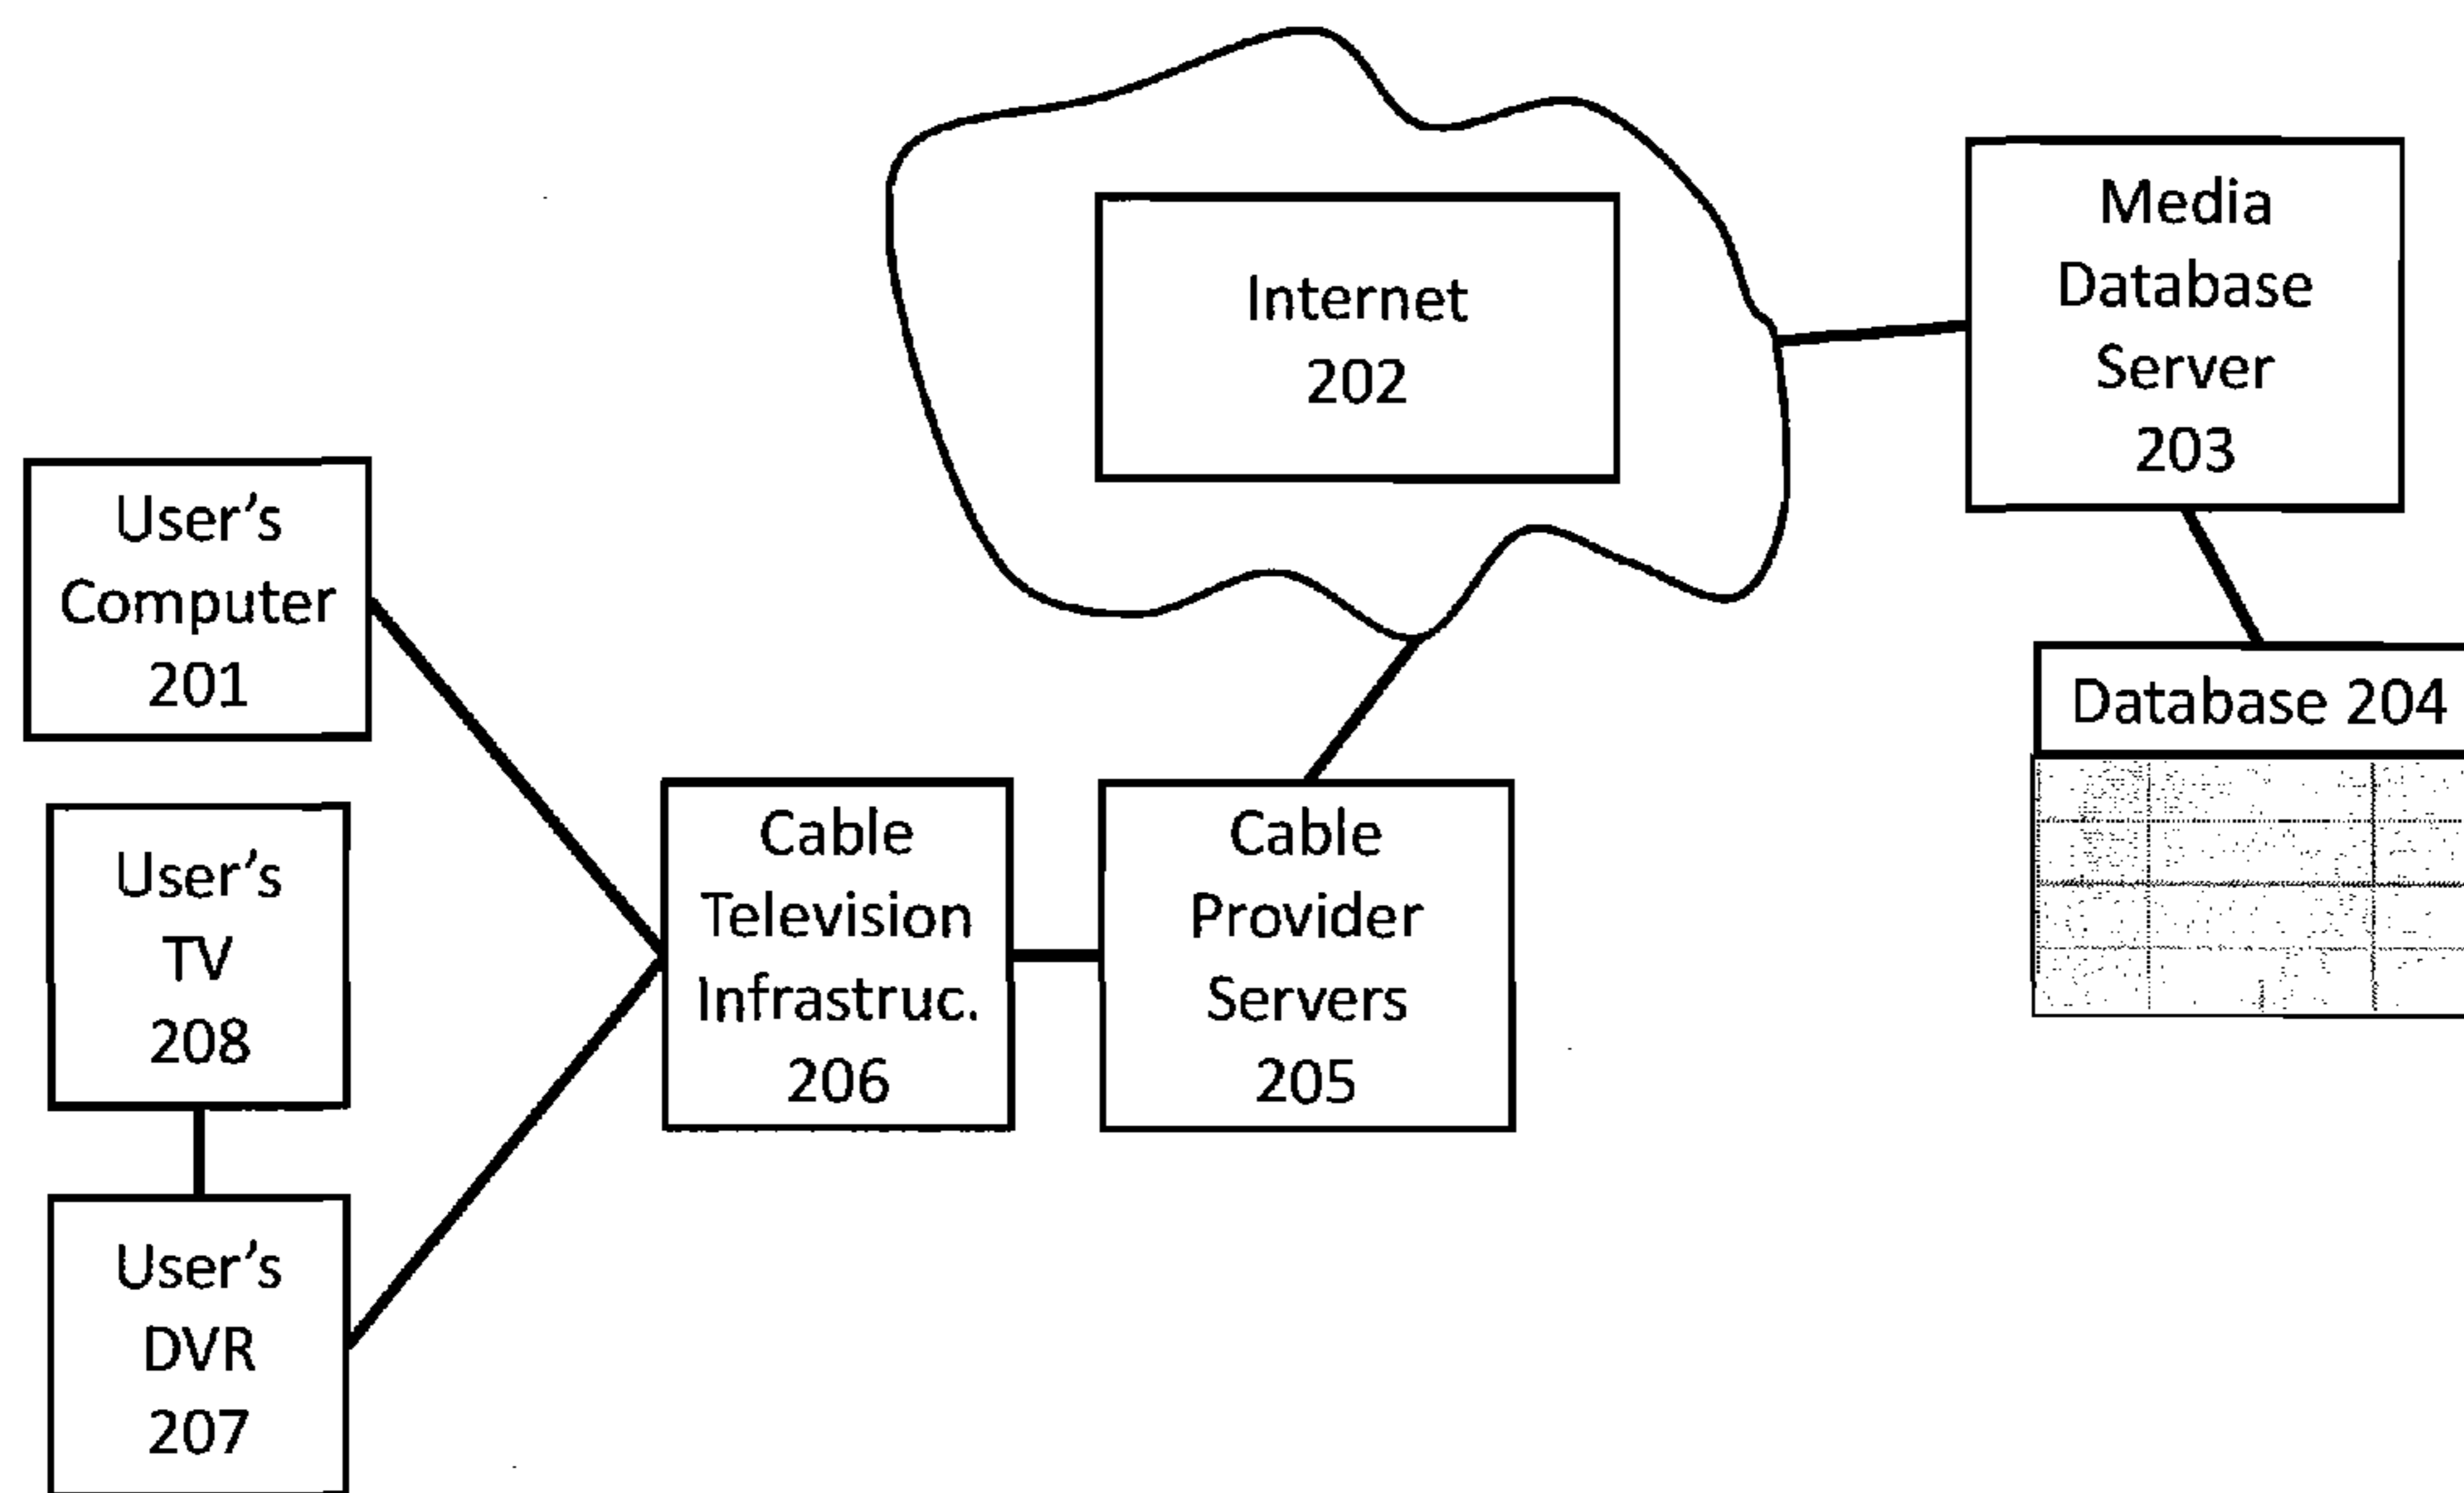 Internet
202
Media
Database
Server
203
User's
Computer
201
Database 204
User's
TV
208
Cable
Television
Infrastruc.
206
Cable
Provider
Servers
205
User's
DVR
207